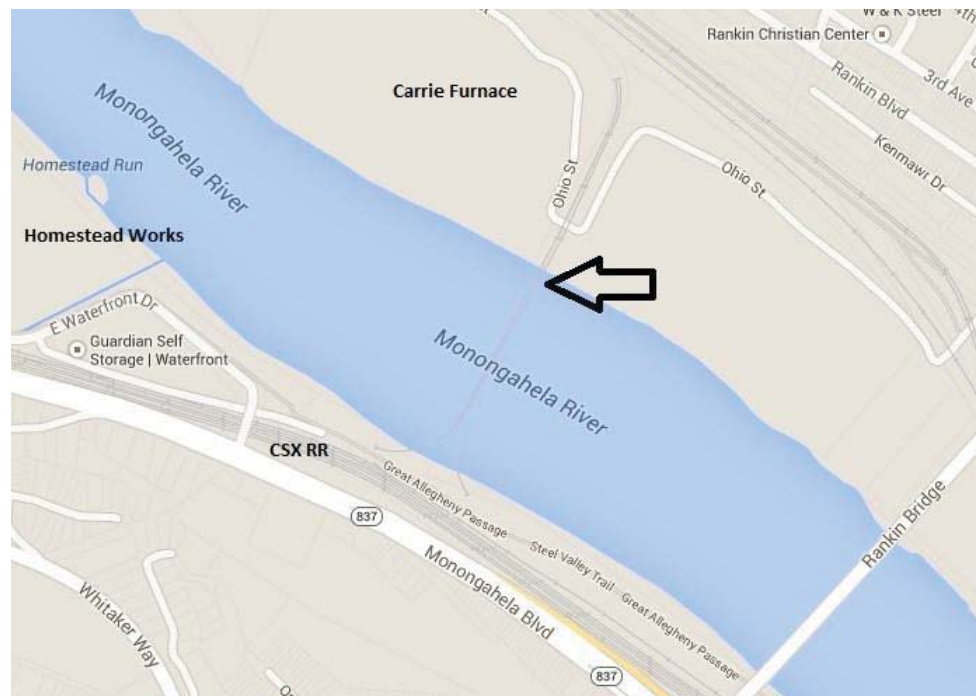 W & K Steel
4th
Rankin Christian Center
3rd Ave
Rankin Blvd
Kenmawr Dr
Carrie Furnace
Monongahela River
Homestead Run
Ohio St
Ohio St
Homestead Works
E Waterfront Dr
Guardian Self
Storage | Waterfront
Monongahela River
CSX RR
Great Allegheny Passage
837
Steel Valley Trail
Great Allegheny Passage
Monongahela Blvd
Rankin Bridge
Whitaker Way
837